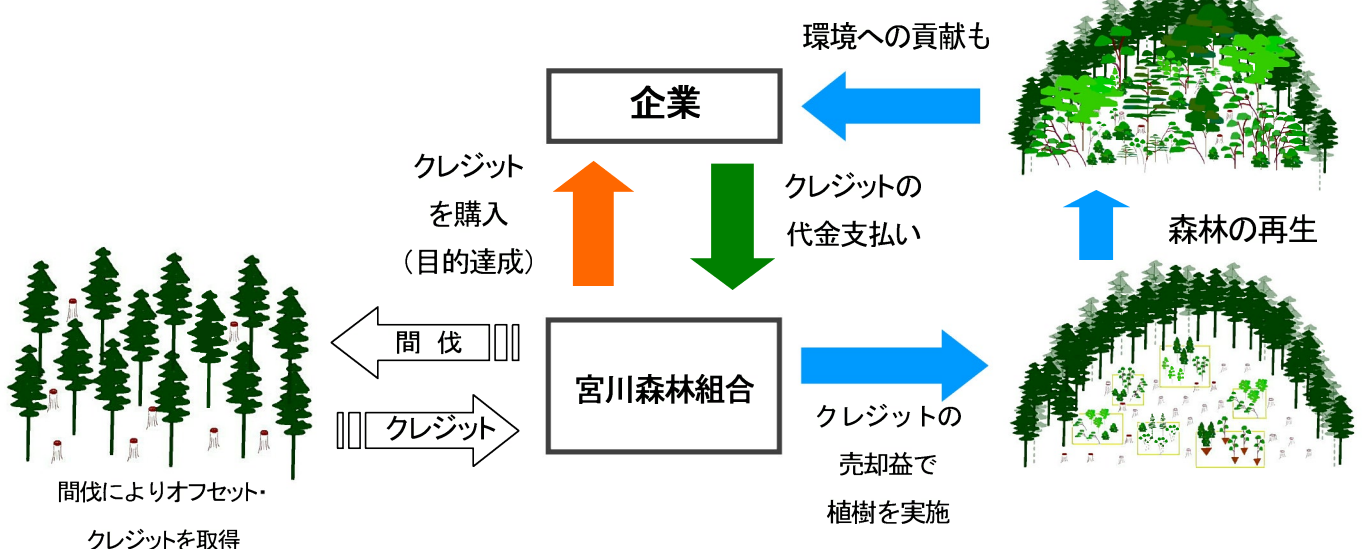 環境への貢献も
企業
クレジット
を購入
（目的達成）
クレジットの
代金支払い
森林の再生
間 伐
宮川森林組合
クレジット
クレジットの
売却益で
植樹を実施
間伐によりオフセット・
クレジットを取得